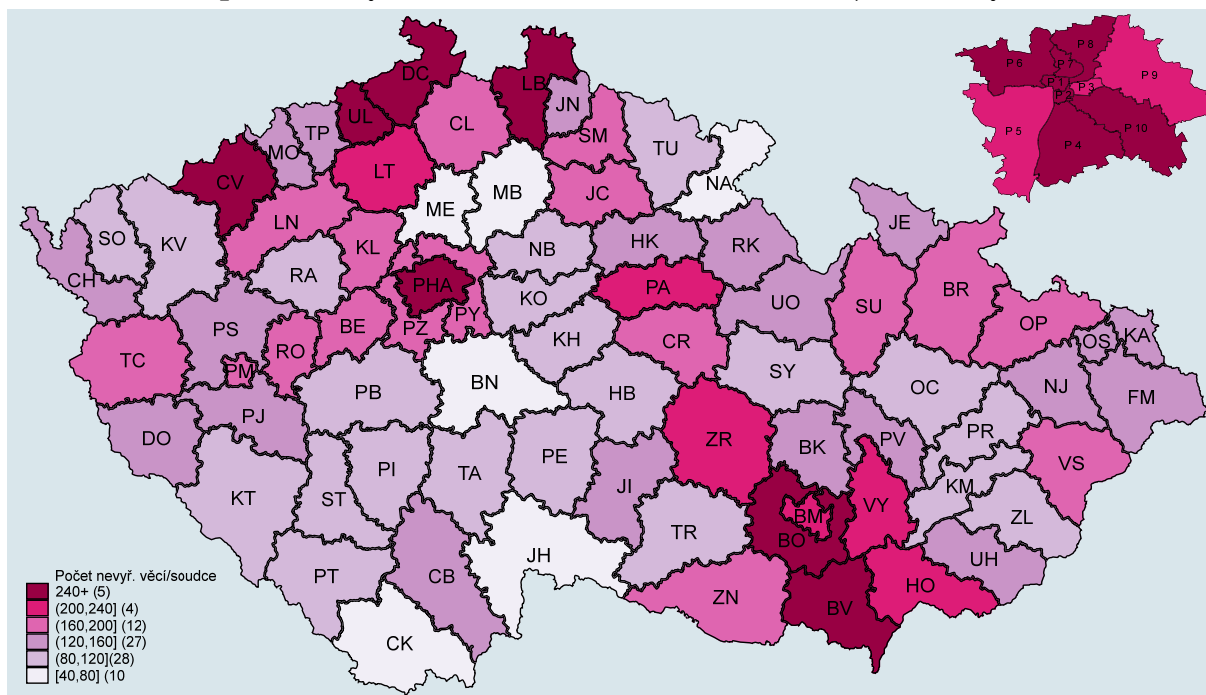 DC
LB
P 8
P 6
P 7
P 9
P 1
P 3
P 2
P 5
P 10
P 4
UL
TP
JN
CL
SM
TU
MO
CV
LT
NA
ME
MB
JC
LN
SO
KV
KL
NB
HK
RK
JE
CH
RA
PHA
KO
PA
UO
SU
BR
OP
PS
BE
PZ
PY
OS
KA
TC
RO
PM
KH
CR
SY
OC
NJ
FM
PJ
PB
BN
HB
DO
ZR
BK
PV
PR
VS
KT
ST
PI
TA
PE
JI
KM
ZL
VY
BM
BO
TR
UH
JH
PT
CB
ZN
BV
HO
CK
Počet nevyř. věcí/soudce
240+ (5)
(200,240] (4)
(160,200] (12)
(120,160] (27)
(80,120](28)
[40,80] (10